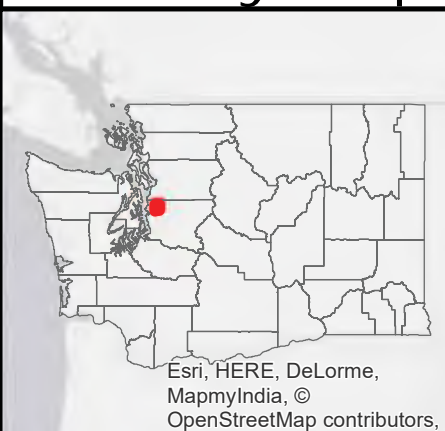 Esri, HERE, DeLorme,
MapmyIndia, ©
OpenStreetMap contributors,